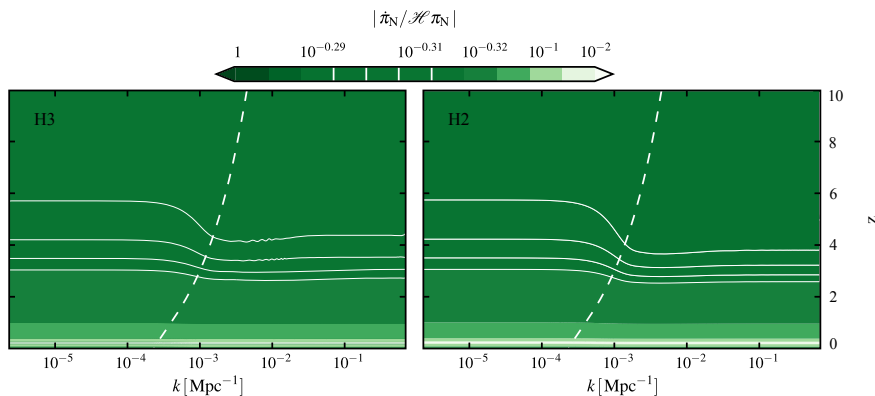 | π̇_N/ℋ π_N |
1 10^−0.29 10^−0.31 10^−0.32 10^−1 10^−2
H3
H2
10
8
6
4
2
0
z
10^−5 10^−4 10^−3 10^−2 10^−1
10^−5 10^−4 10^−3 10^−2 10^−1
k [Mpc^−1]
k [Mpc^−1]